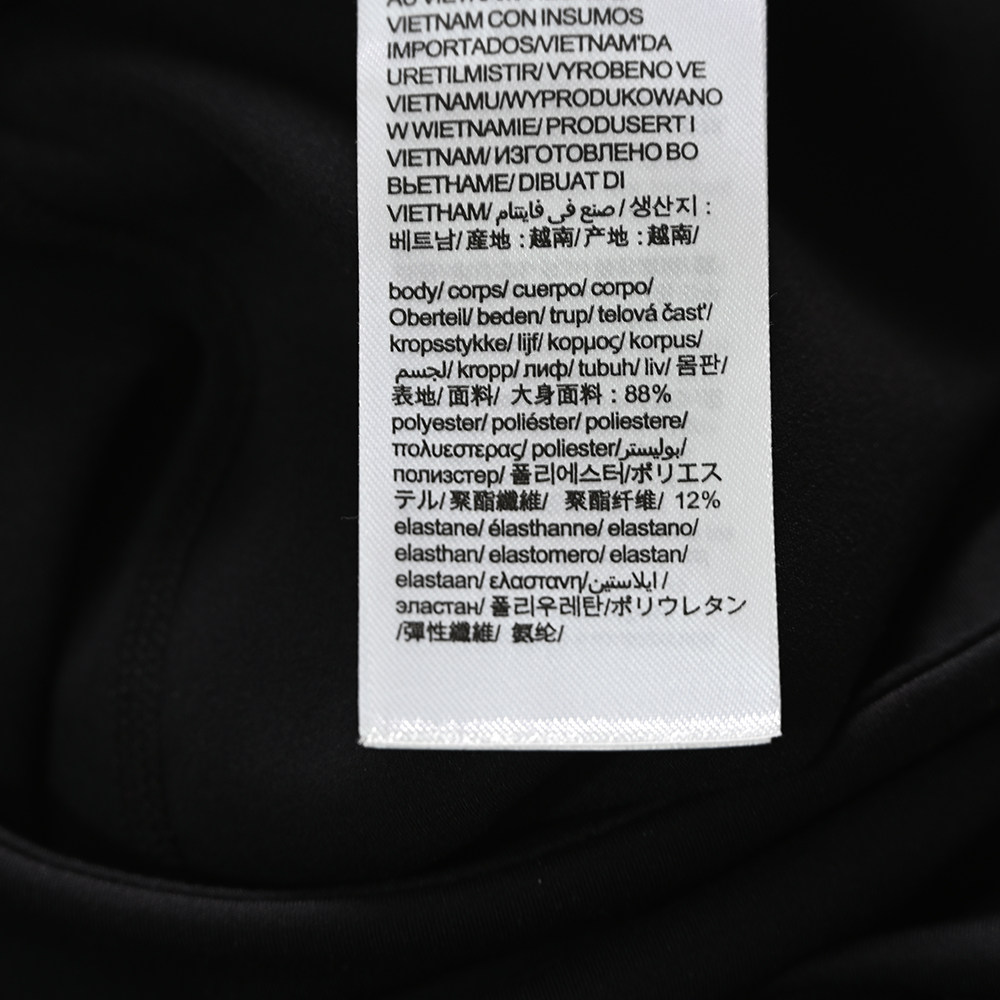 VIETNAM CON INSUMOS
IMPORTADOS/VIETNAM'DA
URETILMISTIR/ VYROBENO VE
VIETNAMU/WYPRODUKOWANO
W WIETNAMIE/ PRODUSERT I
VIETNAM/ ИЗГОТОВЛЕНО ВО
ВЬЕТНАМЕ/ DIBUAT DI
VIETHAM/ صنع في فايتنام / 생산지 :
베트남/ 産地 : 越南/ 产地 : 越南/
body/ corps/ cuerpo/ corpo/
Oberteil/ beden/ trup/ telová čast'/
kropsstykke/ lijf/ κορμος/ korpus/
لجسم/ kropp/ лиф/ tubuh/ liv/ 몸판/
表地/ 面料/ 大身面料 : 88%
polyester/ poliéster/ poliestere/
πολυεστερας/ poliester/بوليستر/
полиэстер/ 폴리에스터/ポリエス
テル/ 聚酯纖維/ 聚酯纤维/ 12%
elastane/ élasthanne/ elastano/
elasthan/ elastomero/ elastan/
elastaan/ ελαστανη/ايلاستين /
эластан/ 폴리우레탄/ポリウレタン
/彈性纖維/ 氨纶/